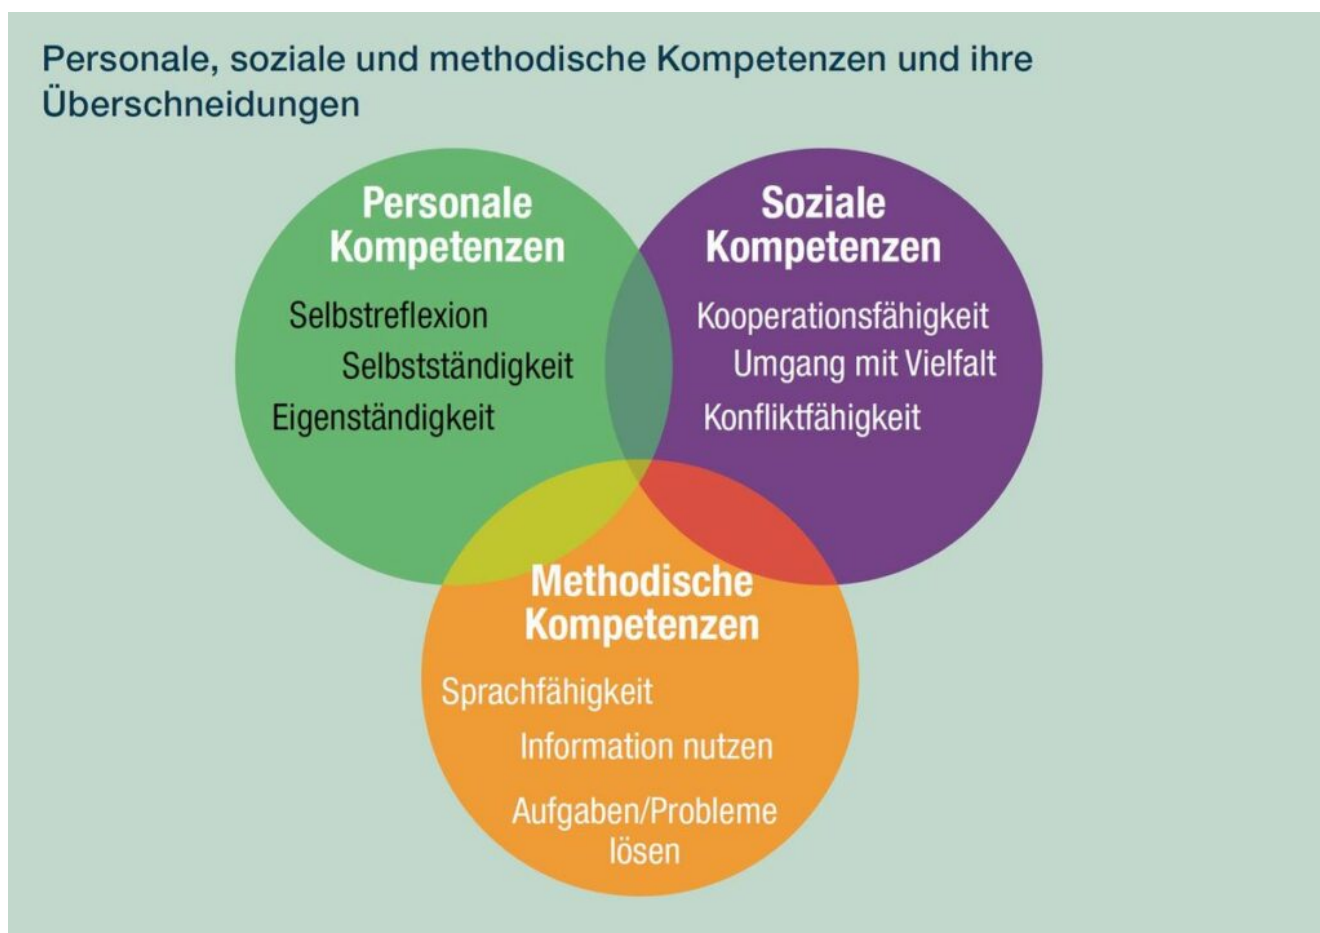 Personale, soziale und methodische Kompetenzen und ihre
Überschneidungen
Personale
Kompetenzen
Selbstreflexion
Selbstständigkeit
Eigenständigkeit
Soziale
Kompetenzen
Kooperationsfähigkeit
Umgang mit Vielfalt
Konfliktfähigkeit
Methodische
Kompetenzen
Sprachfähigkeit
Information nutzen
Aufgaben/Probleme
lösen